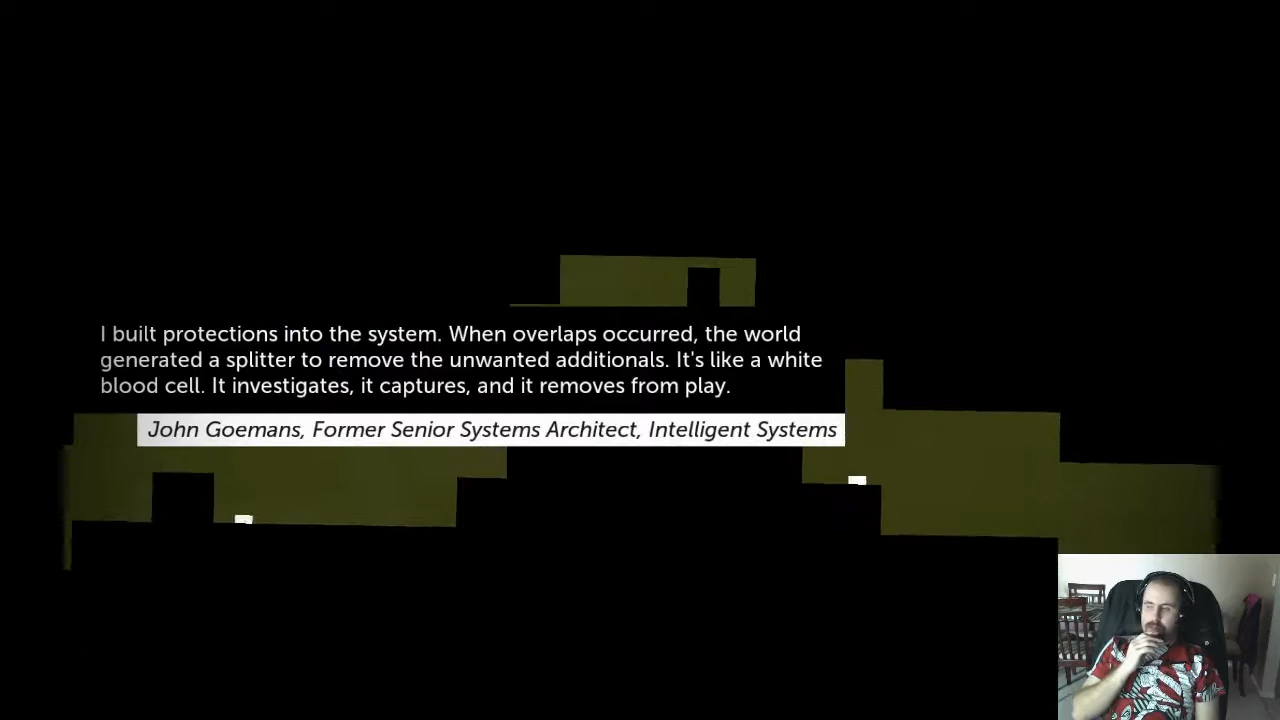 I built protections into the system. When overlaps occurred, the world
generated a splitter to remove the unwanted additionals. It's like a white
blood cell. It investigates, it captures, and it removes from play.
John Goemans, Former Senior Systems Architect, Intelligent Systems